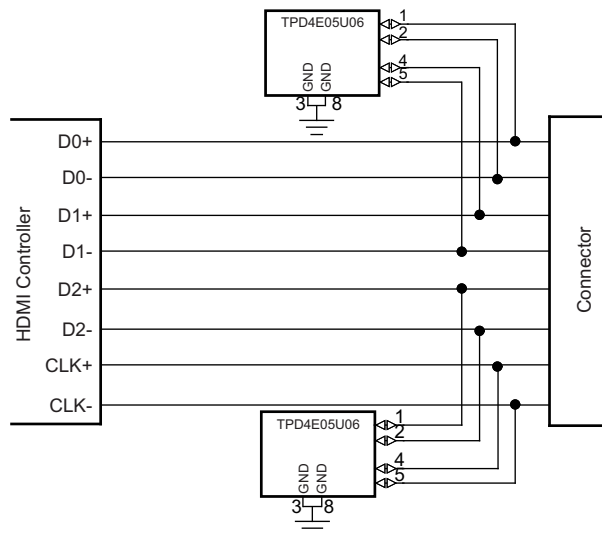 TPD4E05U06
1
2
4
5
GND
GND
3
8
HDMI Controller
D0+
D0-
D1+
D1-
D2+
D2-
CLK+
CLK-
Connector
TPD4E05U06
1
2
4
5
GND
GND
3
8